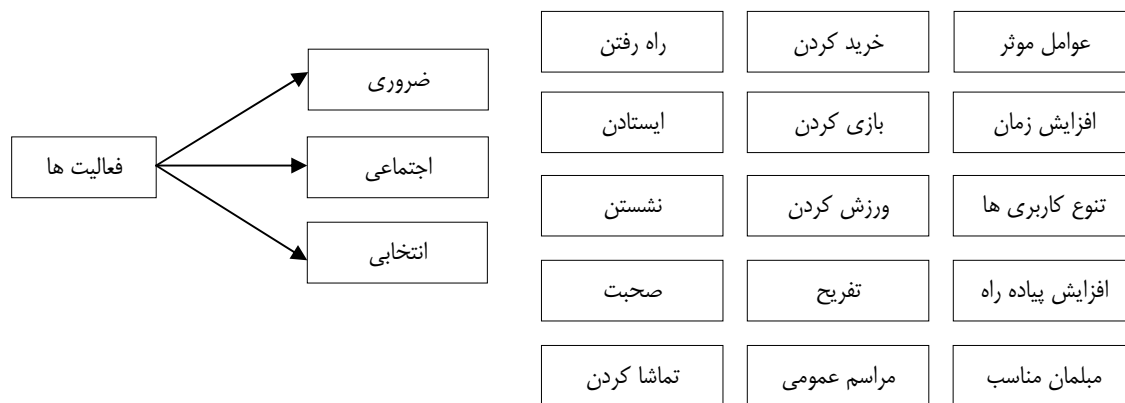 فعالیت ها
ضروری
اجتماعی
انتخابی
عوامل موثر
خرید کردن
راه رفتن
افزایش زمان
بازی کردن
ایستادن
تنوع کاربری ها
ورزش کردن
نشستن
افزایش پیاده راه
تفریح
صحبت
مبلمان مناسب
مراسم عمومی
تماشا کردن